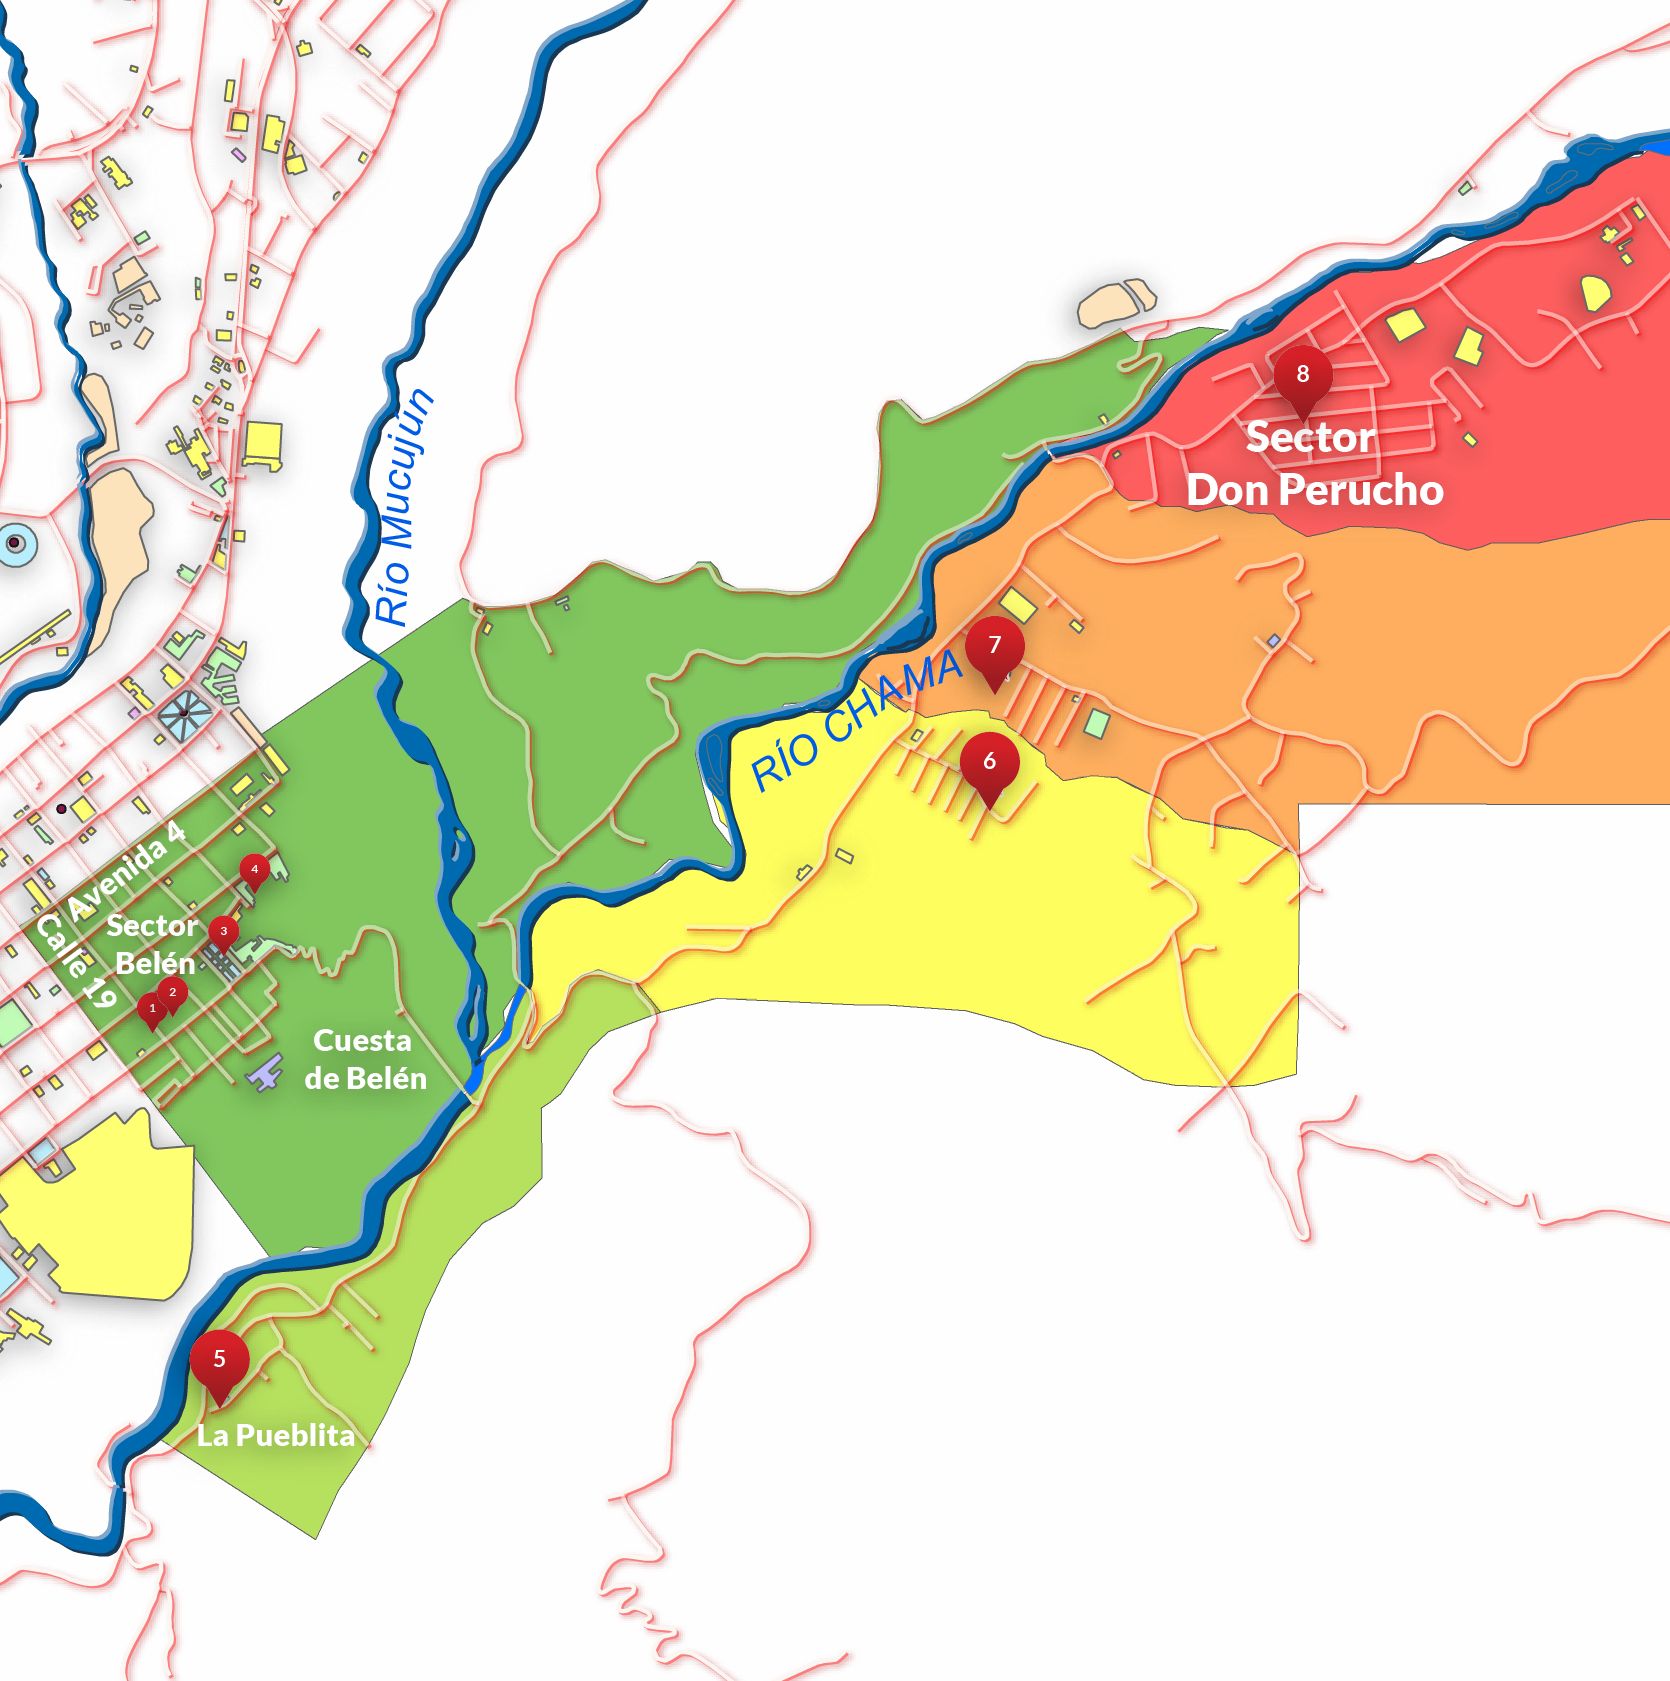 Río Mucujún
8
Sector
Don Perucho
7
RÍO CHAMA
6
Avenida 4
4
C
Calle 19
Sector
Belén
3
2
1
Cuesta
de Belén
5
La Pueblita